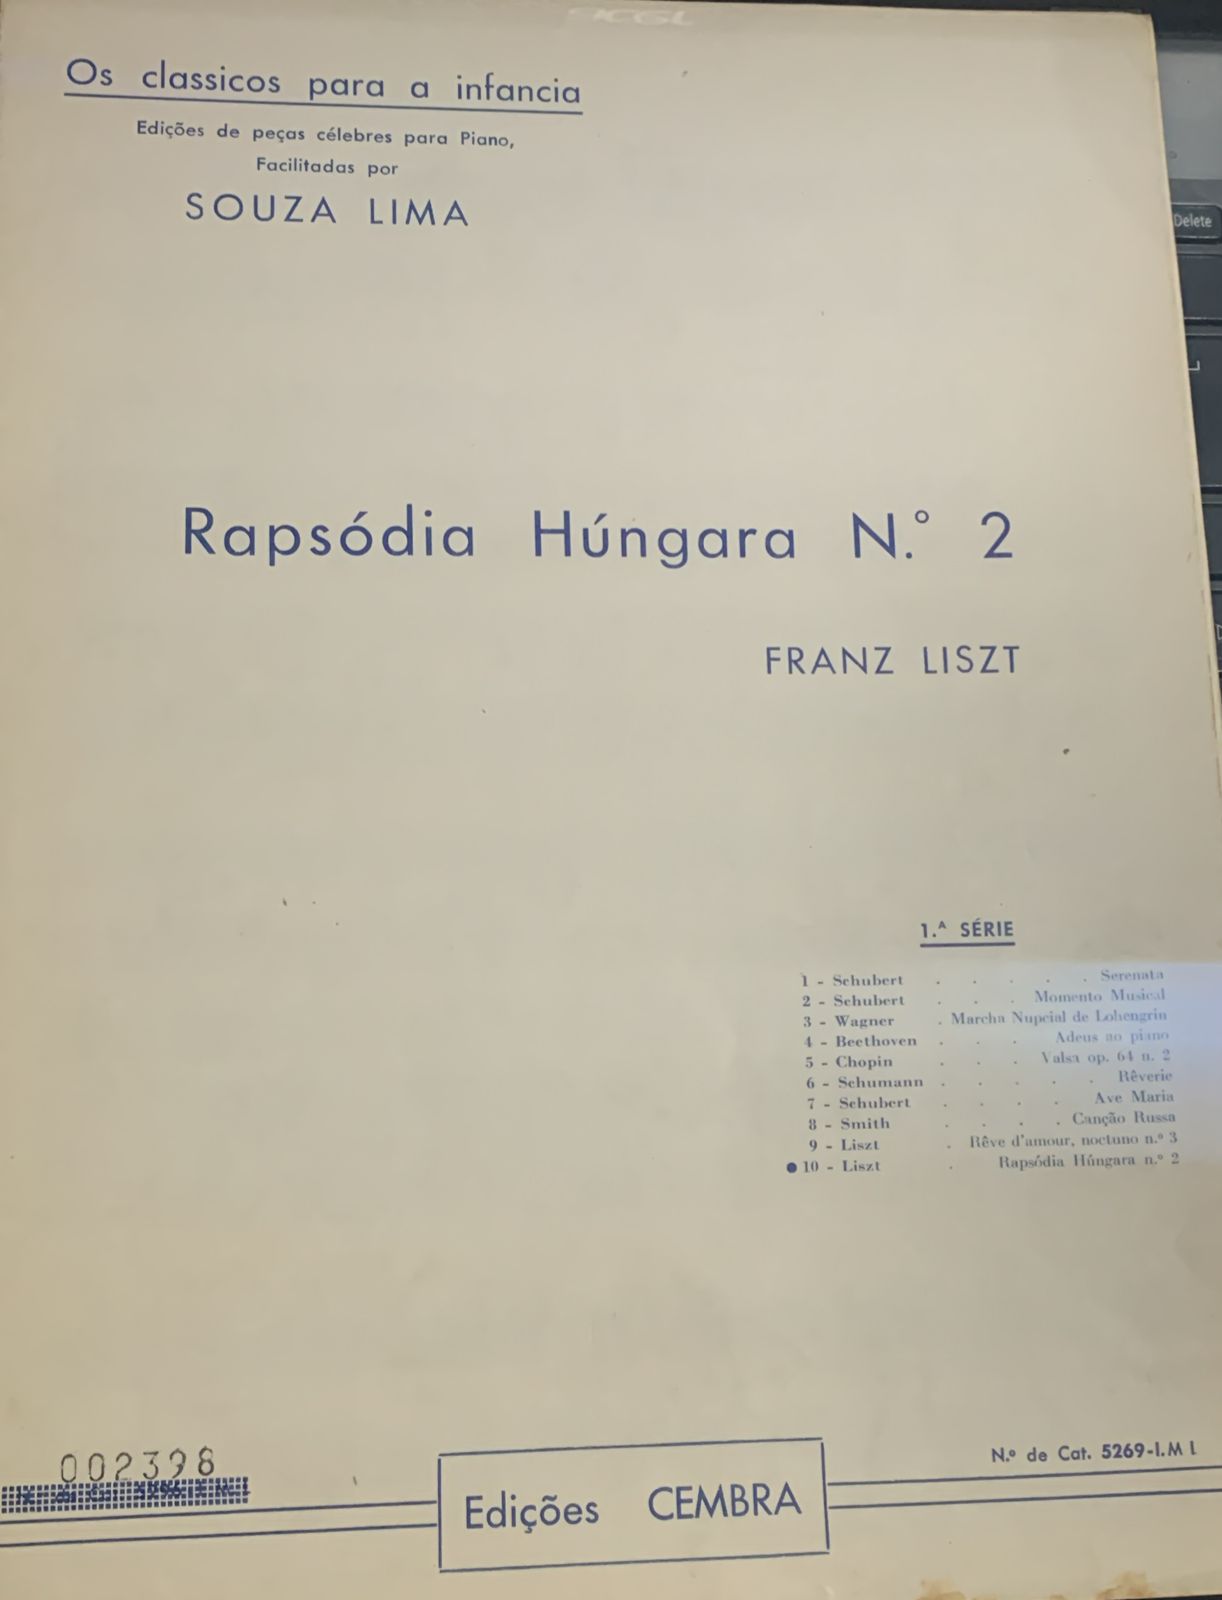 Os classicos para a infancia
Edições de peças célebres para Piano,
Facilitadas por
SOUZA LIMA
Delete
Rapsódia Húngara N.º 2
FRANZ LISZT
1.ª SÉRIE
1 - Schubert . . . . . Serenata
2 - Schubert . . . Momento Musical
3 - Wagner . Marcha Nupcial de Lohengrin
4 - Beethoven . . . Adeus ao piano
5 - Chopin . . . Valsa op. 64 n. 2
6 - Schumann . . . . . Rêverie
7 - Schubert . . . . Ave Maria
8 - Smith . . . . Canção Russa
9 - Liszt . Rêve d'amour, noctuno n.º 3
● 10 - Liszt . Rapsódia Húngara n.º 2
002398
N.º de Cat. 5269-I.M L
Edições CEMBRA